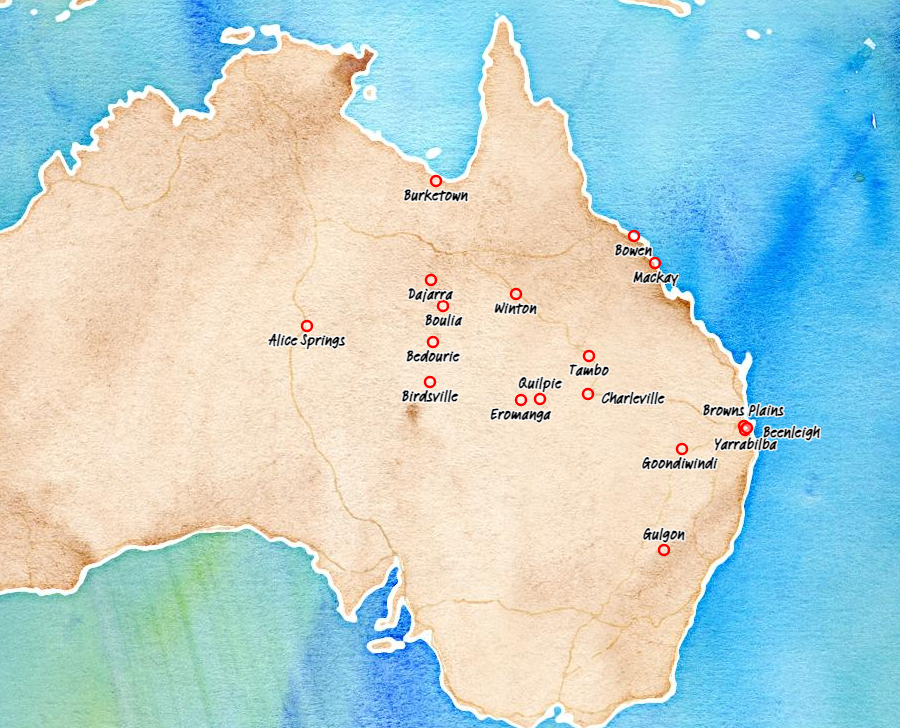 Burketown
Bowen
Mackay
Dajarra
Winton
Boulia
Alice Springs
Bedourie
Tambo
Quilpie
Birdsville
Charleville
Eromanga
Browns Plains
Beenleigh
Yarrabilba
Goondiwindi
Gulgon